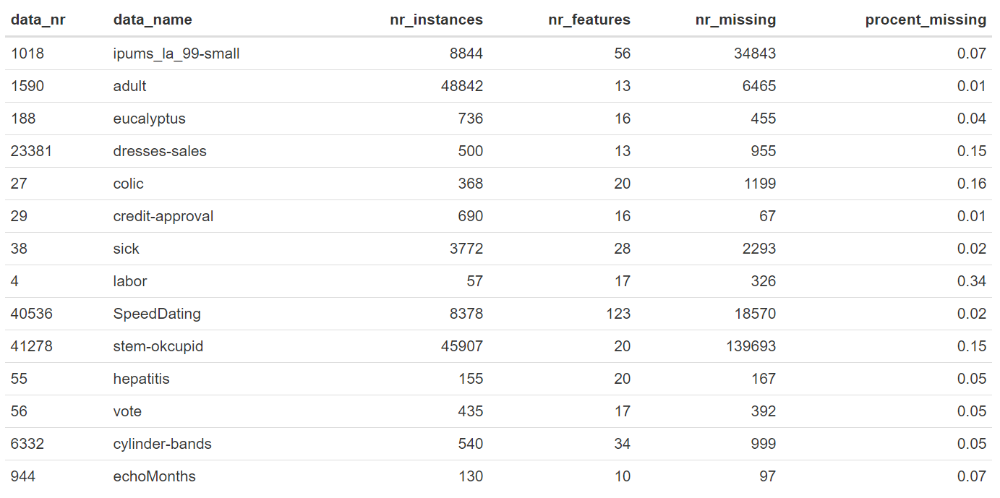 data_nr data_name nr_instances nr_features nr_missing procent_missing
1018 ipums_la_99-small 8844 56 34843 0.07
1590 adult 48842 13 6465 0.01
188 eucalyptus 736 16 455 0.04
23381 dresses-sales 500 13 955 0.15
27 colic 368 20 1199 0.16
29 credit-approval 690 16 67 0.01
38 sick 3772 28 2293 0.02
4 labor 57 17 326 0.34
40536 SpeedDating 8378 123 18570 0.02
41278 stem-okcupid 45907 20 139693 0.15
55 hepatitis 155 20 167 0.05
56 vote 435 17 392 0.05
6332 cylinder-bands 540 34 999 0.05
944 echoMonths 130 10 97 0.07